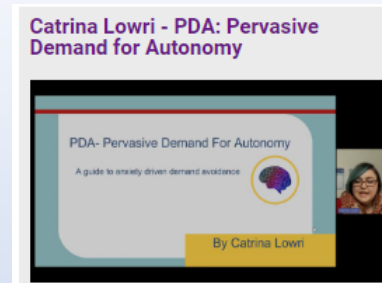 Catrina Lowri - PDA: Pervasive
Demand for Autonomy
PDA- Pervasive Demand For Autonomy
A guide to anxiety driven demand avoidance
By Catrina Lowri